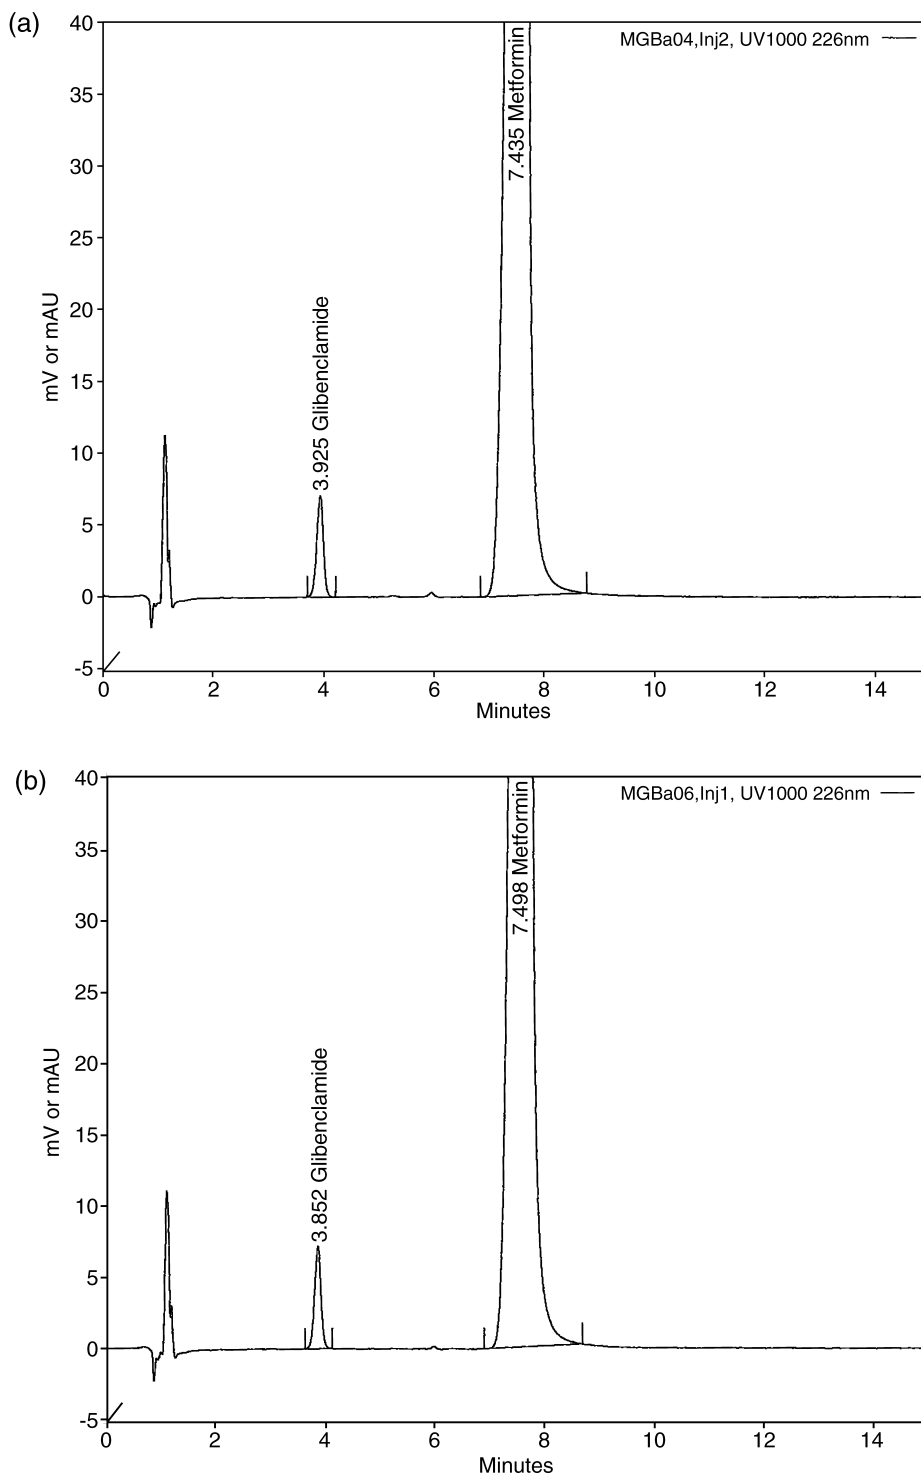 (a)
MGBa04,Inj2, UV1000 226nm
40
35
30
25
20
15
10
5
0
-5
mV or mAU
3.925 Glibenclamide
7.435 Metformin
0 2 4 6 8 10 12 14
Minutes
(b)
MGBa06,Inj1, UV1000 226nm
40
35
30
25
20
15
10
5
0
-5
mV or mAU
3.852 Glibenclamide
7.498 Metformin
0 2 4 6 8 10 12 14
Minutes